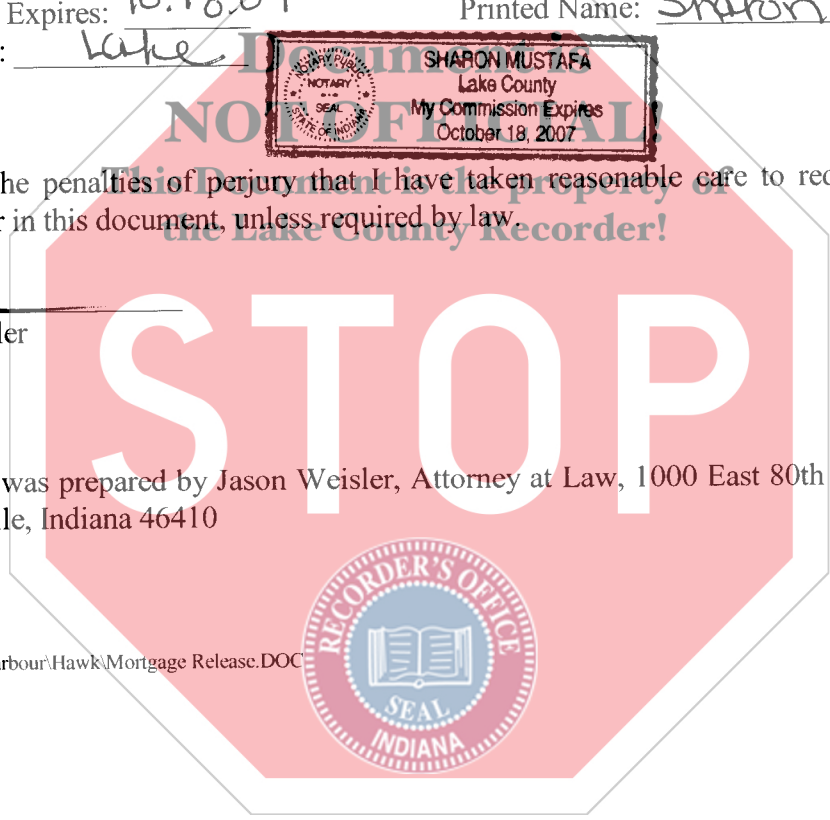 Expires: 10.18.07 Printed Name: Sharon
: Lake
Document is
NOT OFFICIAL!
This Document is the property of
the Lake County Recorder!
NOTARY PUBLIC
NOTARY
SEAL
STATE OF INDIANA
SHARON MUSTAFA
Lake County
My Commission Expires
October 18, 2007
he penalties of perjury that I have taken reasonable care to red
r in this document, unless required by law.
ler
STOP
was prepared by Jason Weisler, Attorney at Law, 1000 East 80th
le, Indiana 46410
RECORDER'S OFFICE
SEAL
INDIANA
rbour\Hawk\Mortgage Release.DOC